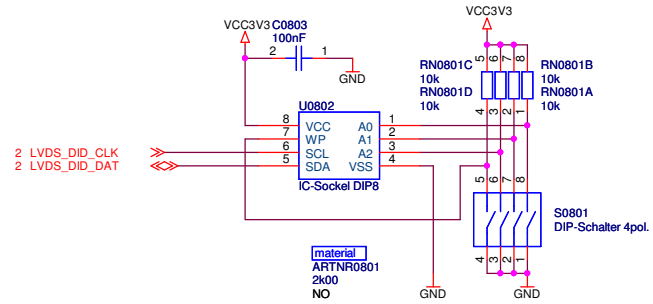 VCC3V3
VCC3V3 C0803
100nF
2 1
GND
5 6 7 8
RN0801C RN0801B
10k 10k
RN0801D RN0801A
10k 10k
4 3 2 1
U0802
8 VCC A0 1
7 WP A1 2
6 SCL A2 3
5 SDA VSS 4
IC-Sockel DIP8
2 LVDS_DID_CLK
2 LVDS_DID_DAT
5 6 7 8
S0801
DIP-Schalter 4pol.
4 3 2 1
material
ARTNR0801
2k00
NO
GND GND